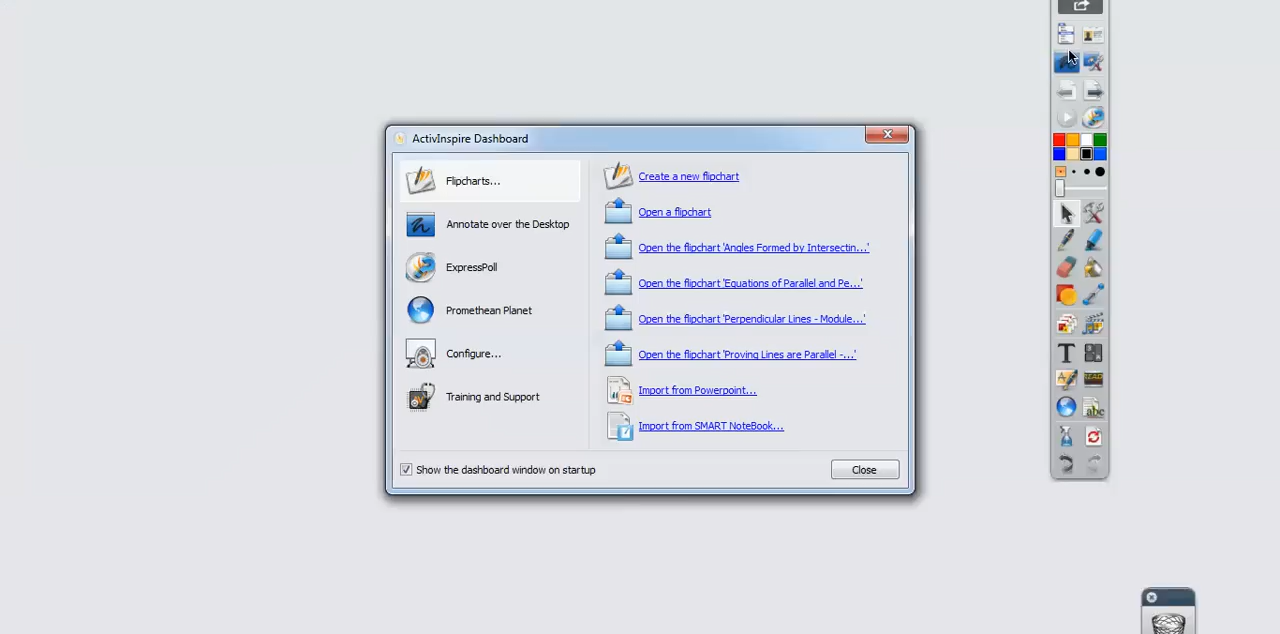 ActivInspire Dashboard
Flipcharts...
Annotate over the Desktop
ExpressPoll
Promethean Planet
Configure...
Training and Support
Create a new flipchart
Open a flipchart
Open the flipchart 'Angles Formed by Intersectin...'
Open the flipchart 'Equations of Parallel and Pe...'
Open the flipchart 'Perpendicular Lines - Module...'
Open the flipchart 'Proving Lines are Parallel -...'
Import from Powerpoint...
Import from SMART NoteBook...
Show the dashboard window on startup
Close
T
abc